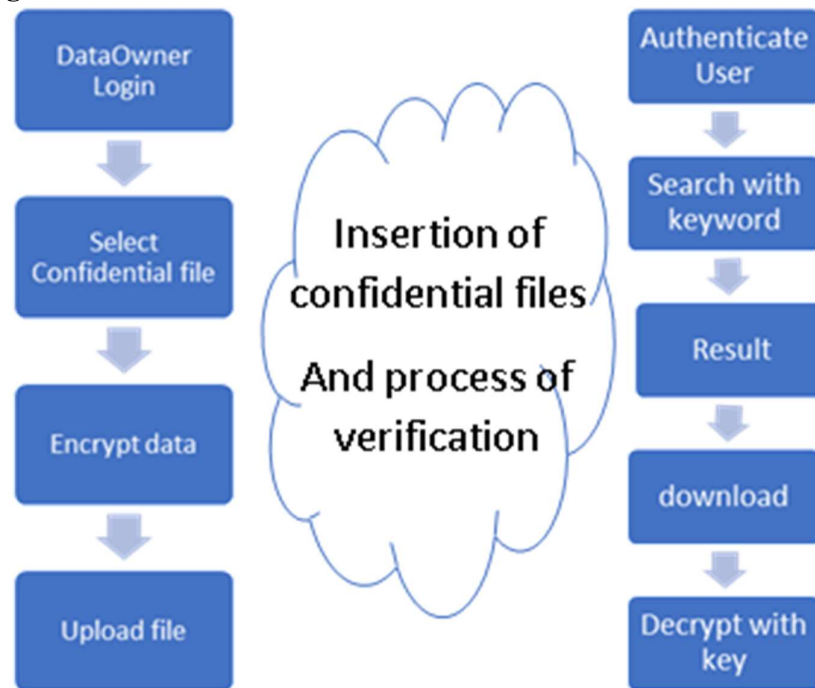 DataOwner
Login
Select
Confidential file
Encrypt data
Upload file
Insertion of
confidential files
And process of
verification
Authenticate
User
Search with
keyword
Result
download
Decrypt with
key